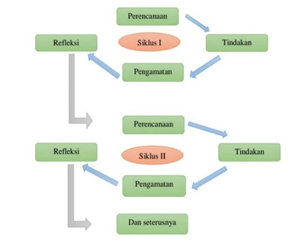 Perencanaan
Refleksi
Siklus I
Tindakan
Pengamatan
Perencanaan
Refleksi
Siklus II
Tindakan
Pengamatan
Dan seterusnya